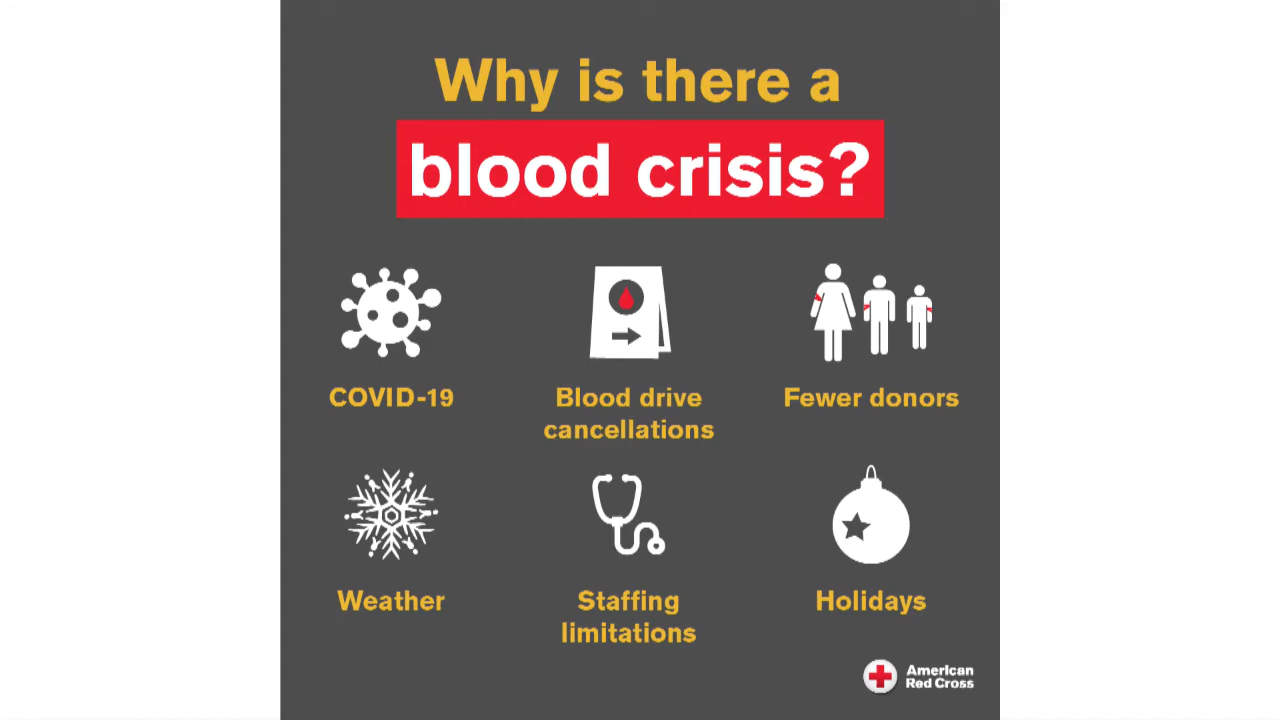 Why is there a
blood crisis?
COVID-19
Blood drive
cancellations
Fewer donors
Weather
Staffing
limitations
Holidays
American
Red Cross